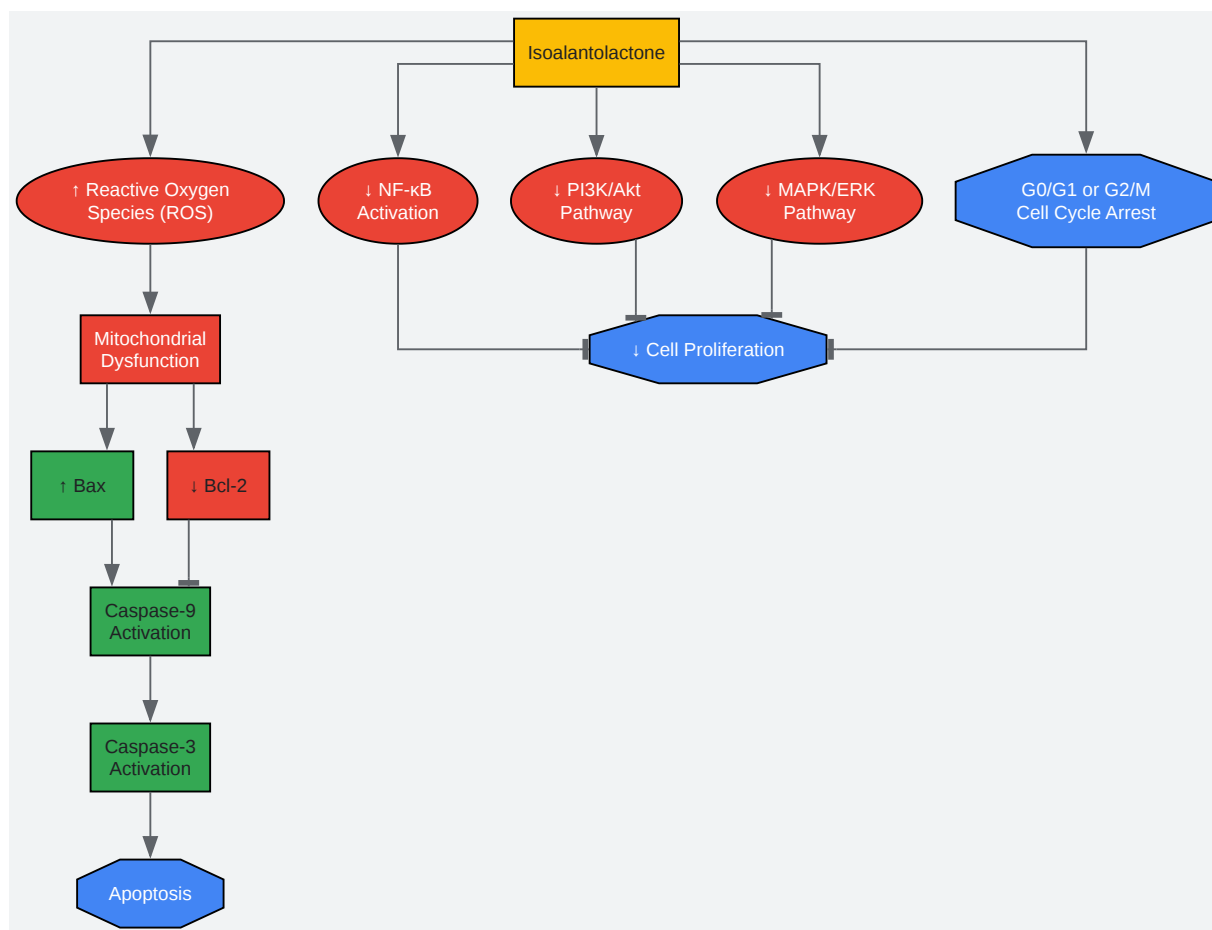 Isoalantolactone
↑ Reactive Oxygen
Species (ROS)
↓ NF-κB
Activation
↓ PI3K/Akt
Pathway
↓ MAPK/ERK
Pathway
G0/G1 or G2/M
Cell Cycle Arrest
Mitochondrial
Dysfunction
↓ Cell Proliferation
↑ Bax
↓ Bcl-2
Caspase-9
Activation
Caspase-3
Activation
Apoptosis